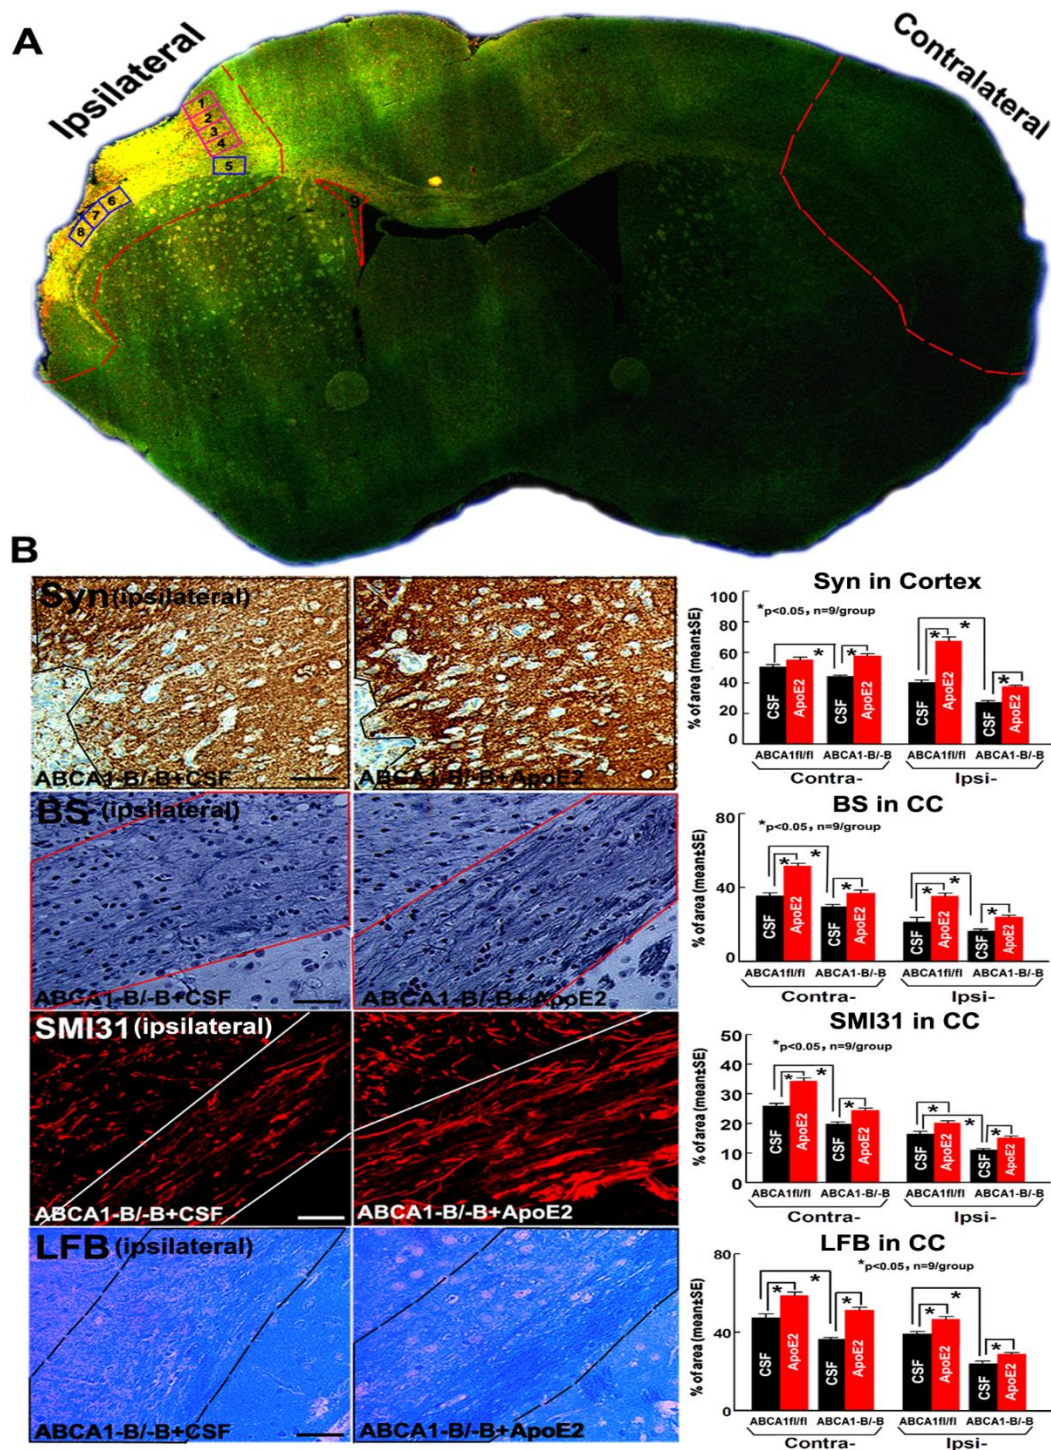 A
Ipsilateral
Contralateral
1
2
3
4
5
6
7
8
9
B
Syn(ipsilateral)
ABCA1-B/-B+CSF
ABCA1-B/-B+ApoE2
Syn in Cortex
*p<0.05, n=9/group
% of area (mean±SE)
100
80
60
40
20
0
* * * * *
CSF ApoE2 CSF ApoE2 CSF ApoE2 CSF ApoE2
ABCA1fl/fl ABCA1-B/-B ABCA1fl/fl ABCA1-B/-B
Contra- Ipsi-
BS (ipsilateral)
ABCA1-B/-B+CSF
ABCA1-B/-B+ApoE2
BS in CC
*p<0.05, n=9/group
% of area (mean±SE)
80
40
0
* * * * * *
CSF ApoE2 CSF ApoE2 CSF ApoE2 CSF ApoE2
ABCA1fl/fl ABCA1-B/-B ABCA1fl/fl ABCA1-B/-B
Contra- Ipsi-
SMI31(ipsilateral)
ABCA1-B/-B+CSF
ABCA1-B/-B+ApoE2
SMI31 in CC
*p<0.05, n=9/group
% of area (mean±SE)
50
40
30
20
10
0
* * * * * *
CSF ApoE2 CSF ApoE2 CSF ApoE2 CSF ApoE2
ABCA1fl/fl ABCA1-B/-B ABCA1fl/fl ABCA1-B/-B
Contra- Ipsi-
LFB(ipsilateral)
ABCA1-B/-B+CSF
ABCA1-B/-B+ApoE2
LFB in CC
*p<0.05, n=9/group
% of area (mean±SE)
80
40
0
* * * * * *
CSF ApoE2 CSF ApoE2 CSF ApoE2 CSF ApoE2
ABCA1fl/fl ABCA1-B/-B ABCA1fl/fl ABCA1-B/-B
Contra- Ipsi-